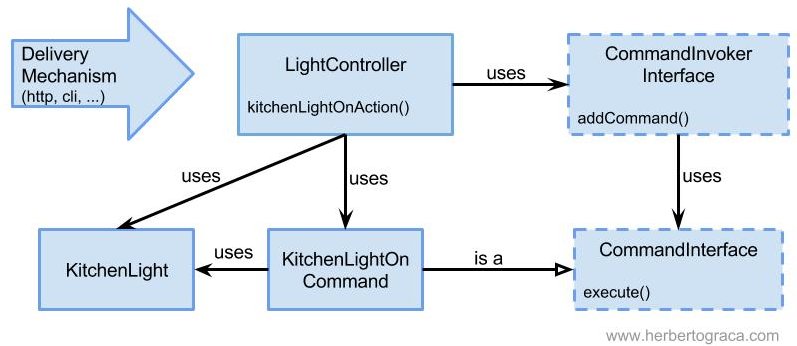 Delivery
Mechanism
(http, cli, ...)
LightController
kitchenLightOnAction()
uses
CommandInvoker
Interface
addCommand()
uses
uses
uses
KitchenLight
uses
KitchenLightOn
Command
is a
CommandInterface
execute()
www.herbertograca.com